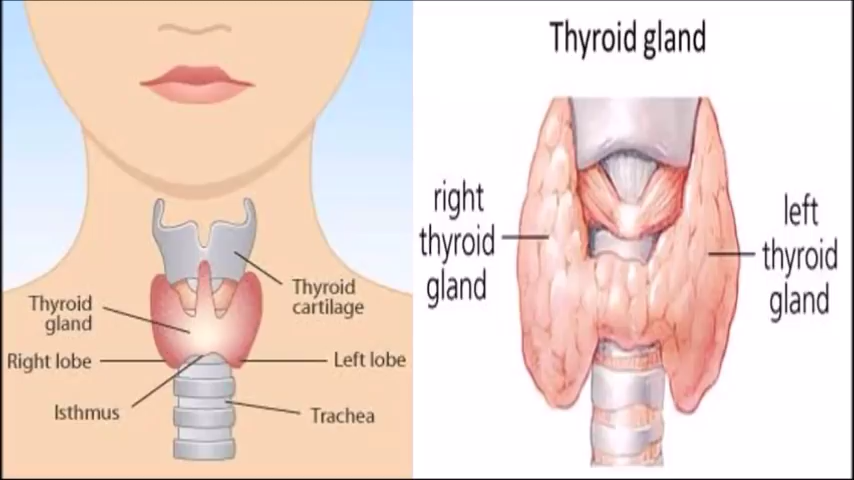 Thyroid
cartilage
Thyroid
gland
Right lobe
Left lobe
Isthmus
Trachea
Thyroid gland
right
thyroid
gland
left
thyroid
gland